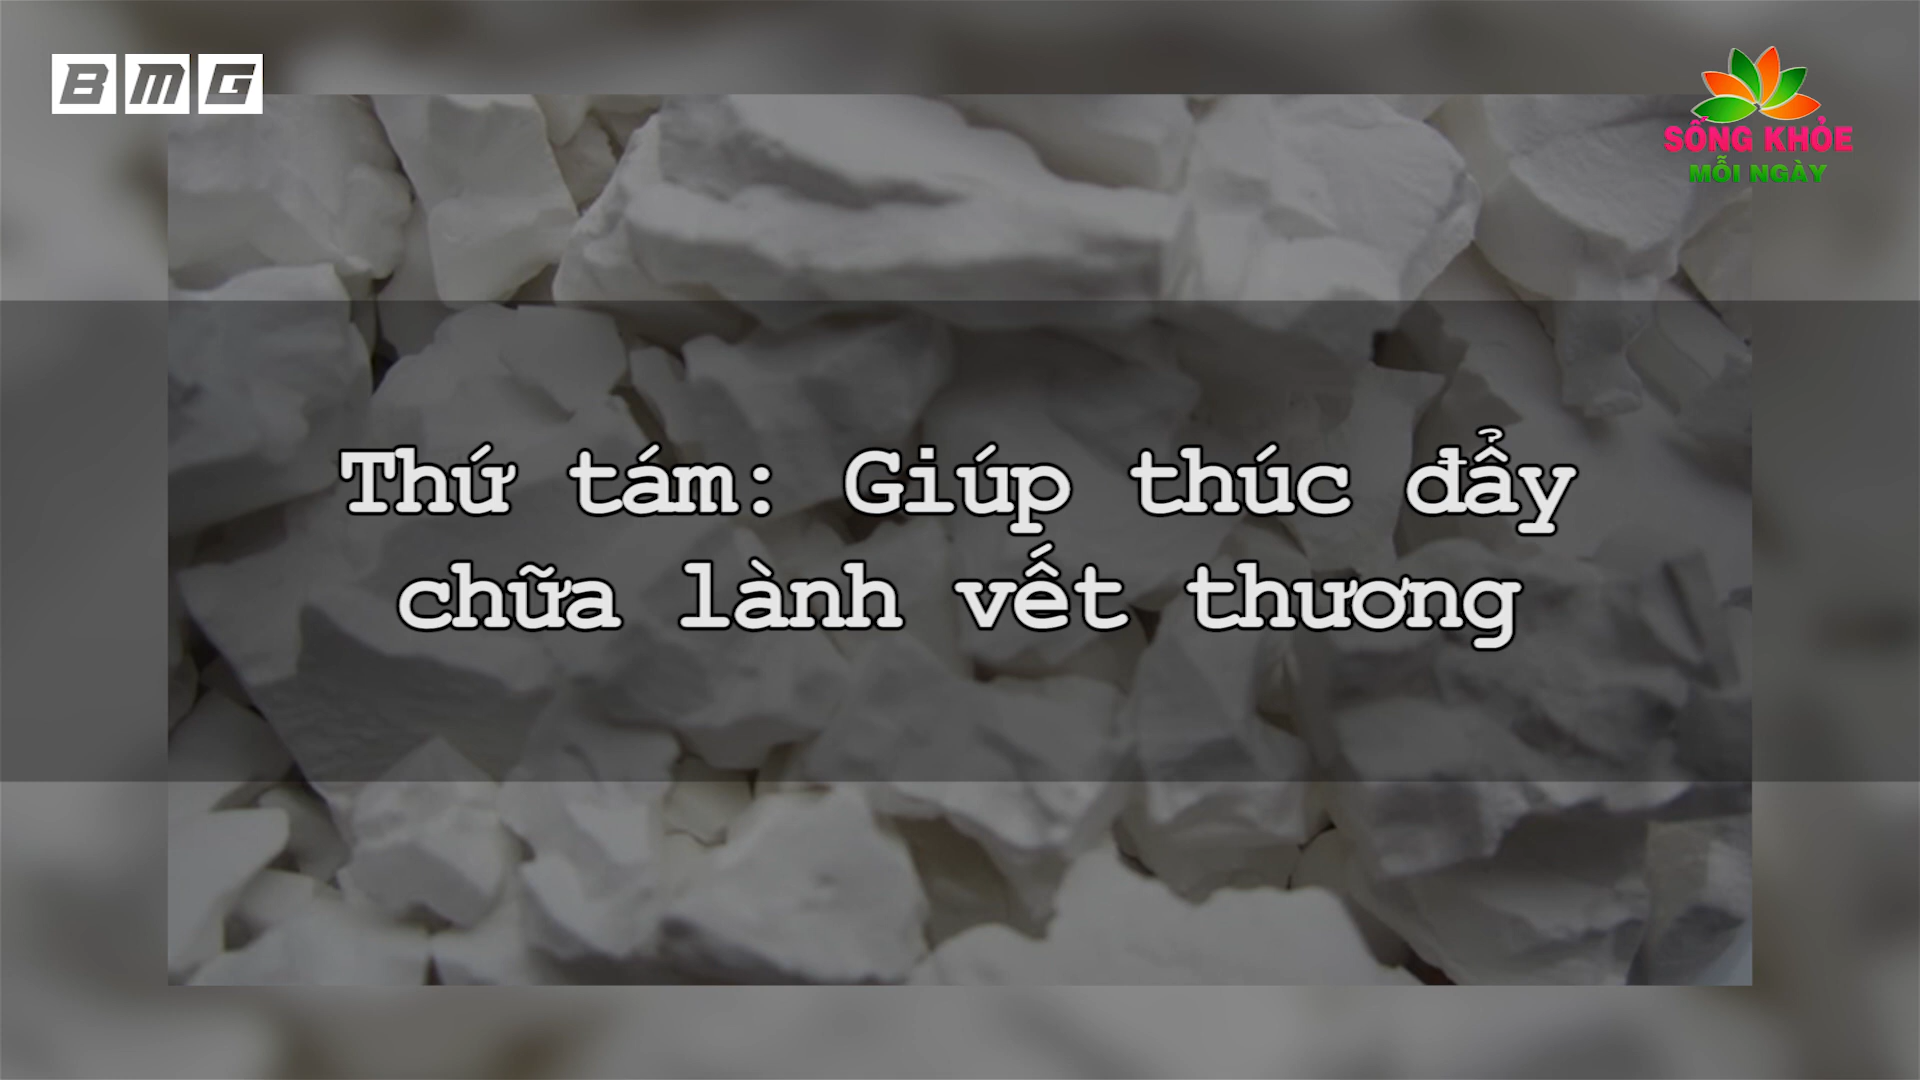 BMG
SỐNG KHỎE
MỖI NGÀY
Thứ tám: Giúp thúc đẩy
chữa lành vết thương